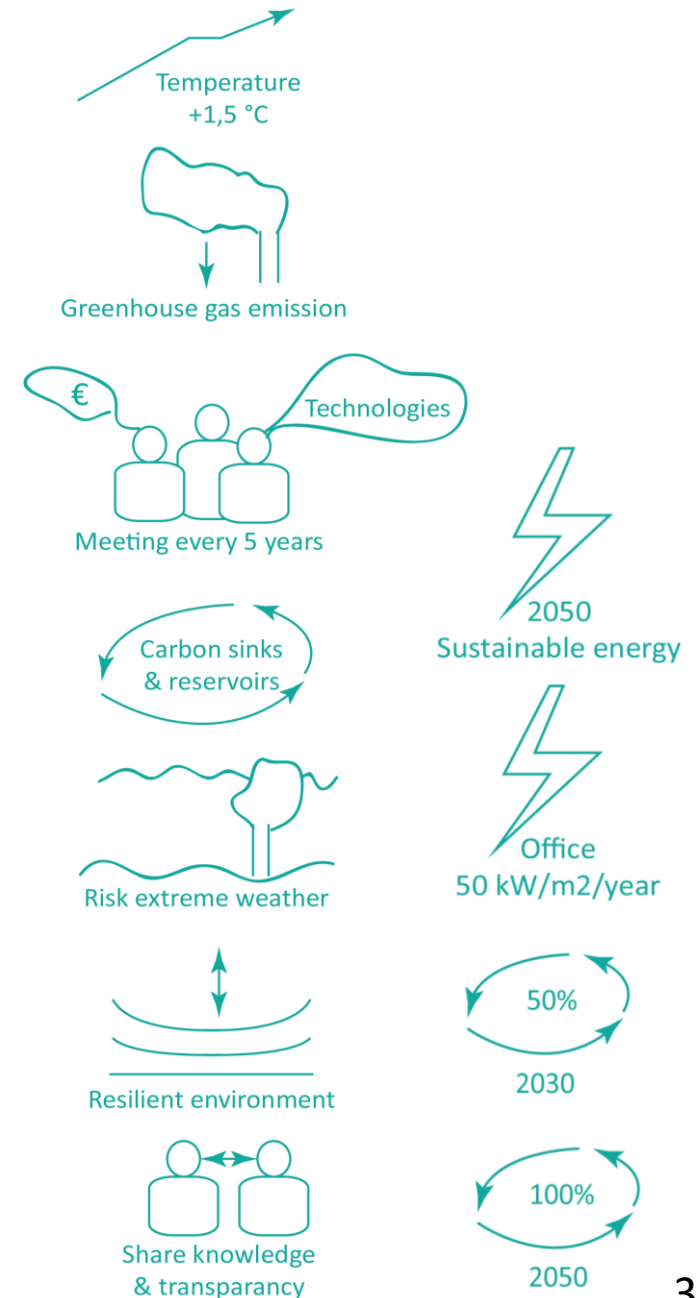 Temperature
+1,5 °C
Greenhouse gas emission
€
Technologies
Meeting every 5 years
Carbon sinks
& reservoirs
Risk extreme weather
Resilient environment
Share knowledge
& transparancy
2050
Sustainable energy
Office
50 kW/m2/year
50%
2030
100%
2050
3